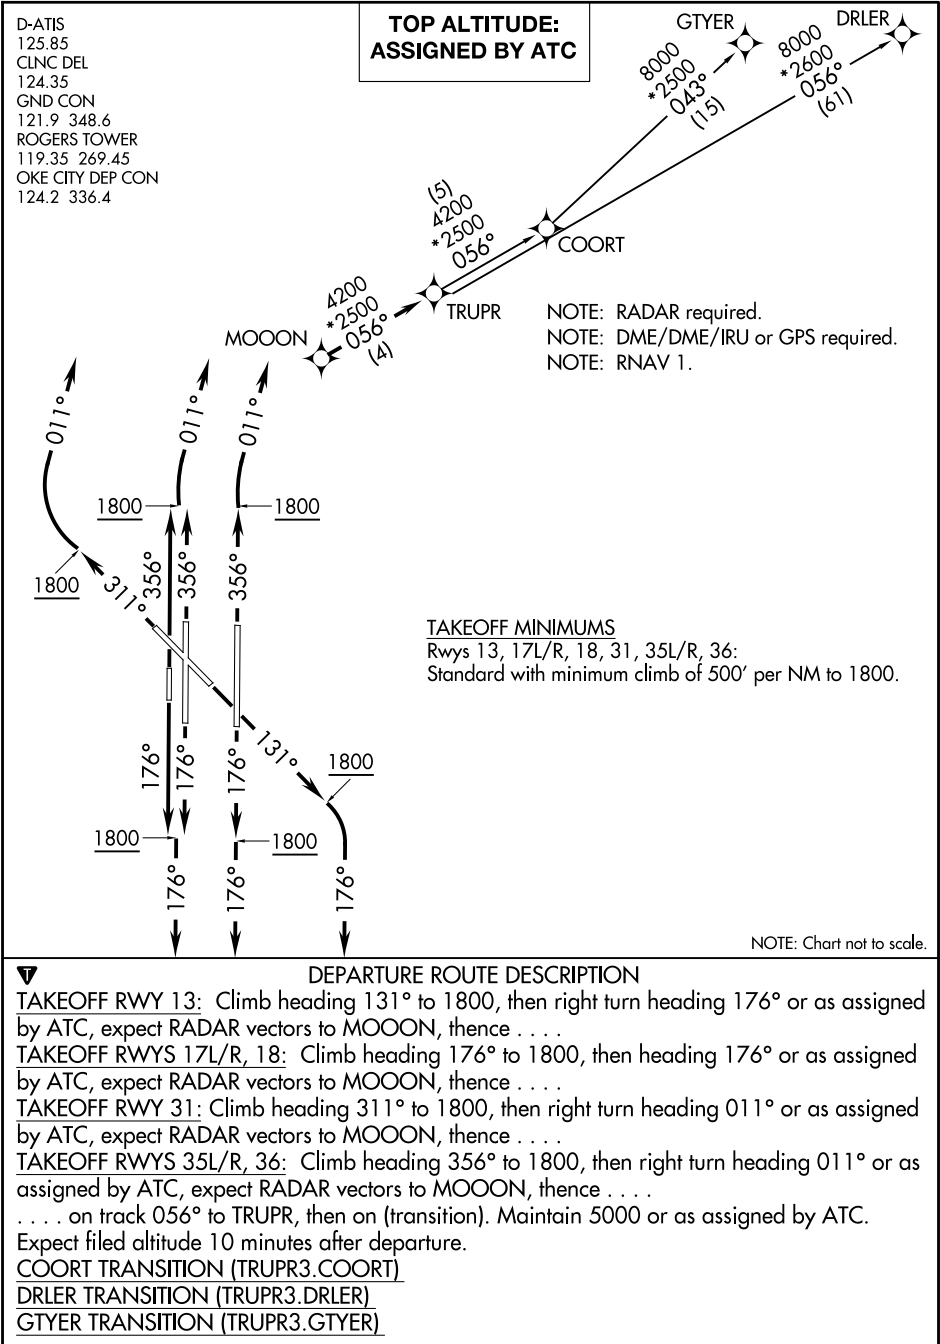 D-ATIS
125.85
CLNC DEL
124.35
GND CON
121.9 348.6
ROGERS TOWER
119.35 269.45
OKE CITY DEP CON
124.2 336.4
TOP ALTITUDE:
ASSIGNED BY ATC
GTYER
DRLER
8000
*2500
043°
(15)
8000
*2600
056°
(61)
(5)
4200
*2500
056°
COORT
4200
*2500
056°
(4)
TRUPR
MOOON
NOTE: RADAR required.
NOTE: DME/DME/IRU or GPS required.
NOTE: RNAV 1.
011°
011°
011°
1800
1800
1800
311°
356°
356°
356°
TAKEOFF MINIMUMS
Rwys 13, 17L/R, 18, 31, 35L/R, 36:
Standard with minimum climb of 500' per NM to 1800.
176°
176°
176°
131°
1800
1800
1800
176°
176°
176°
NOTE: Chart not to scale.
T
DEPARTURE ROUTE DESCRIPTION
TAKEOFF RWY 13: Climb heading 131° to 1800, then right turn heading 176° or as assigned
by ATC, expect RADAR vectors to MOOON, thence . . . .
TAKEOFF RWYS 17L/R, 18: Climb heading 176° to 1800, then heading 176° or as assigned
by ATC, expect RADAR vectors to MOOON, thence . . . .
TAKEOFF RWY 31: Climb heading 311° to 1800, then right turn heading 011° or as assigned
by ATC, expect RADAR vectors to MOOON, thence . . . .
TAKEOFF RWYS 35L/R, 36: Climb heading 356° to 1800, then right turn heading 011° or as
assigned by ATC, expect RADAR vectors to MOOON, thence . . . .
. . . . on track 056° to TRUPR, then on (transition). Maintain 5000 or as assigned by ATC.
Expect filed altitude 10 minutes after departure.
COORT TRANSITION (TRUPR3.COORT)
DRLER TRANSITION (TRUPR3.DRLER)
GTYER TRANSITION (TRUPR3.GTYER)